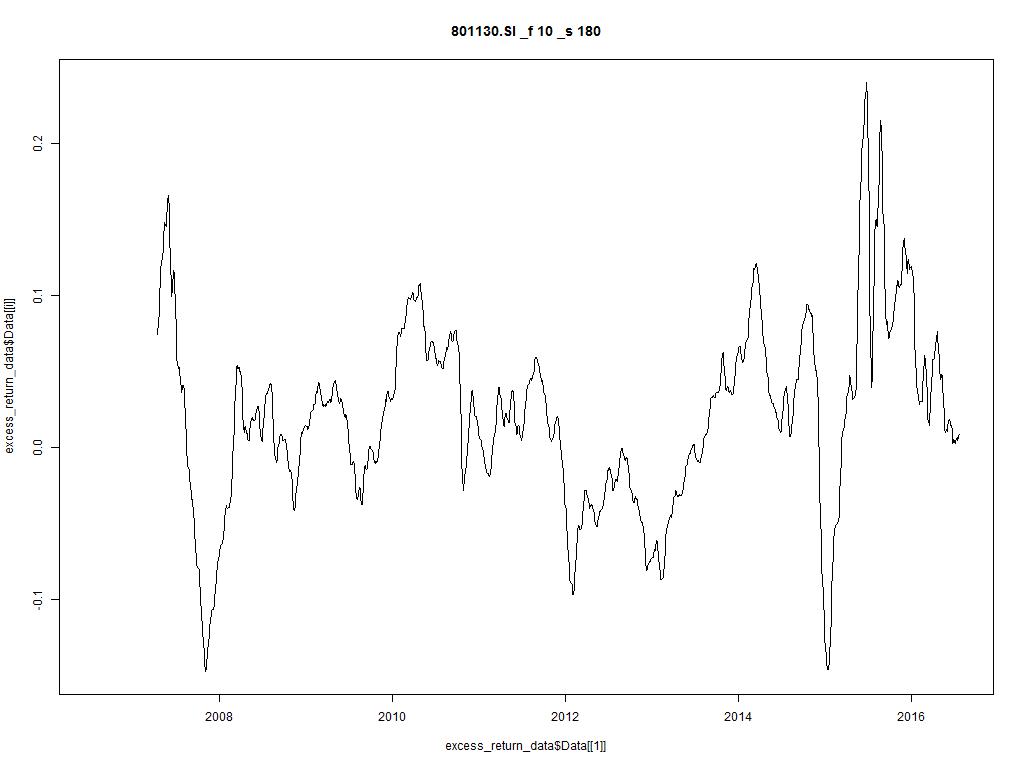 801130.SI _f 10 _s 180
excess_return_data$Data[[i]]
0.2
0.1
0.0
-0.1
2008 2010 2012 2014 2016
excess_return_data$Data[[1]]